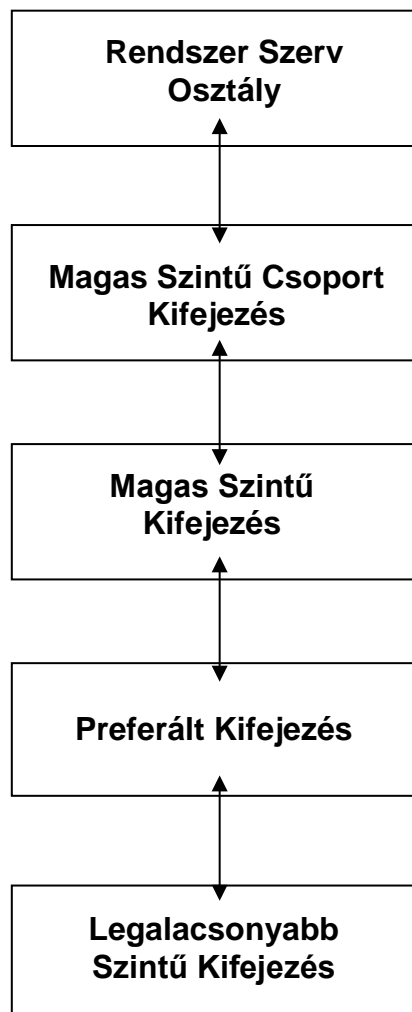 Rendszer Szerv
Osztály
Magas Szintű Csoport
Kifejezés
Magas Szintű
Kifejezés
Preferált Kifejezés
Legalacsonyabb
Szintű Kifejezés